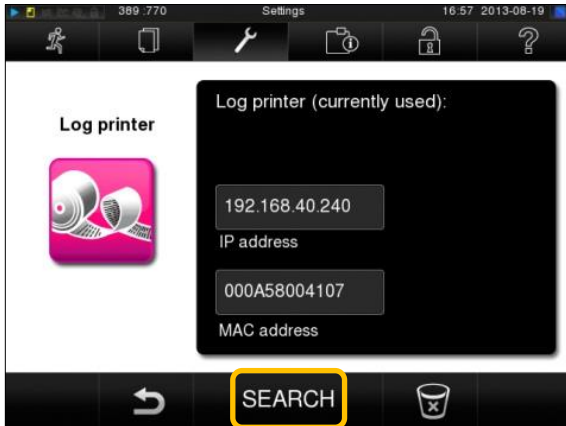 389 :770 Settings 16:57 2013-08-19
Log printer
Log printer (currently used):
192.168.40.240
IP address
000A58004107
MAC address
SEARCH